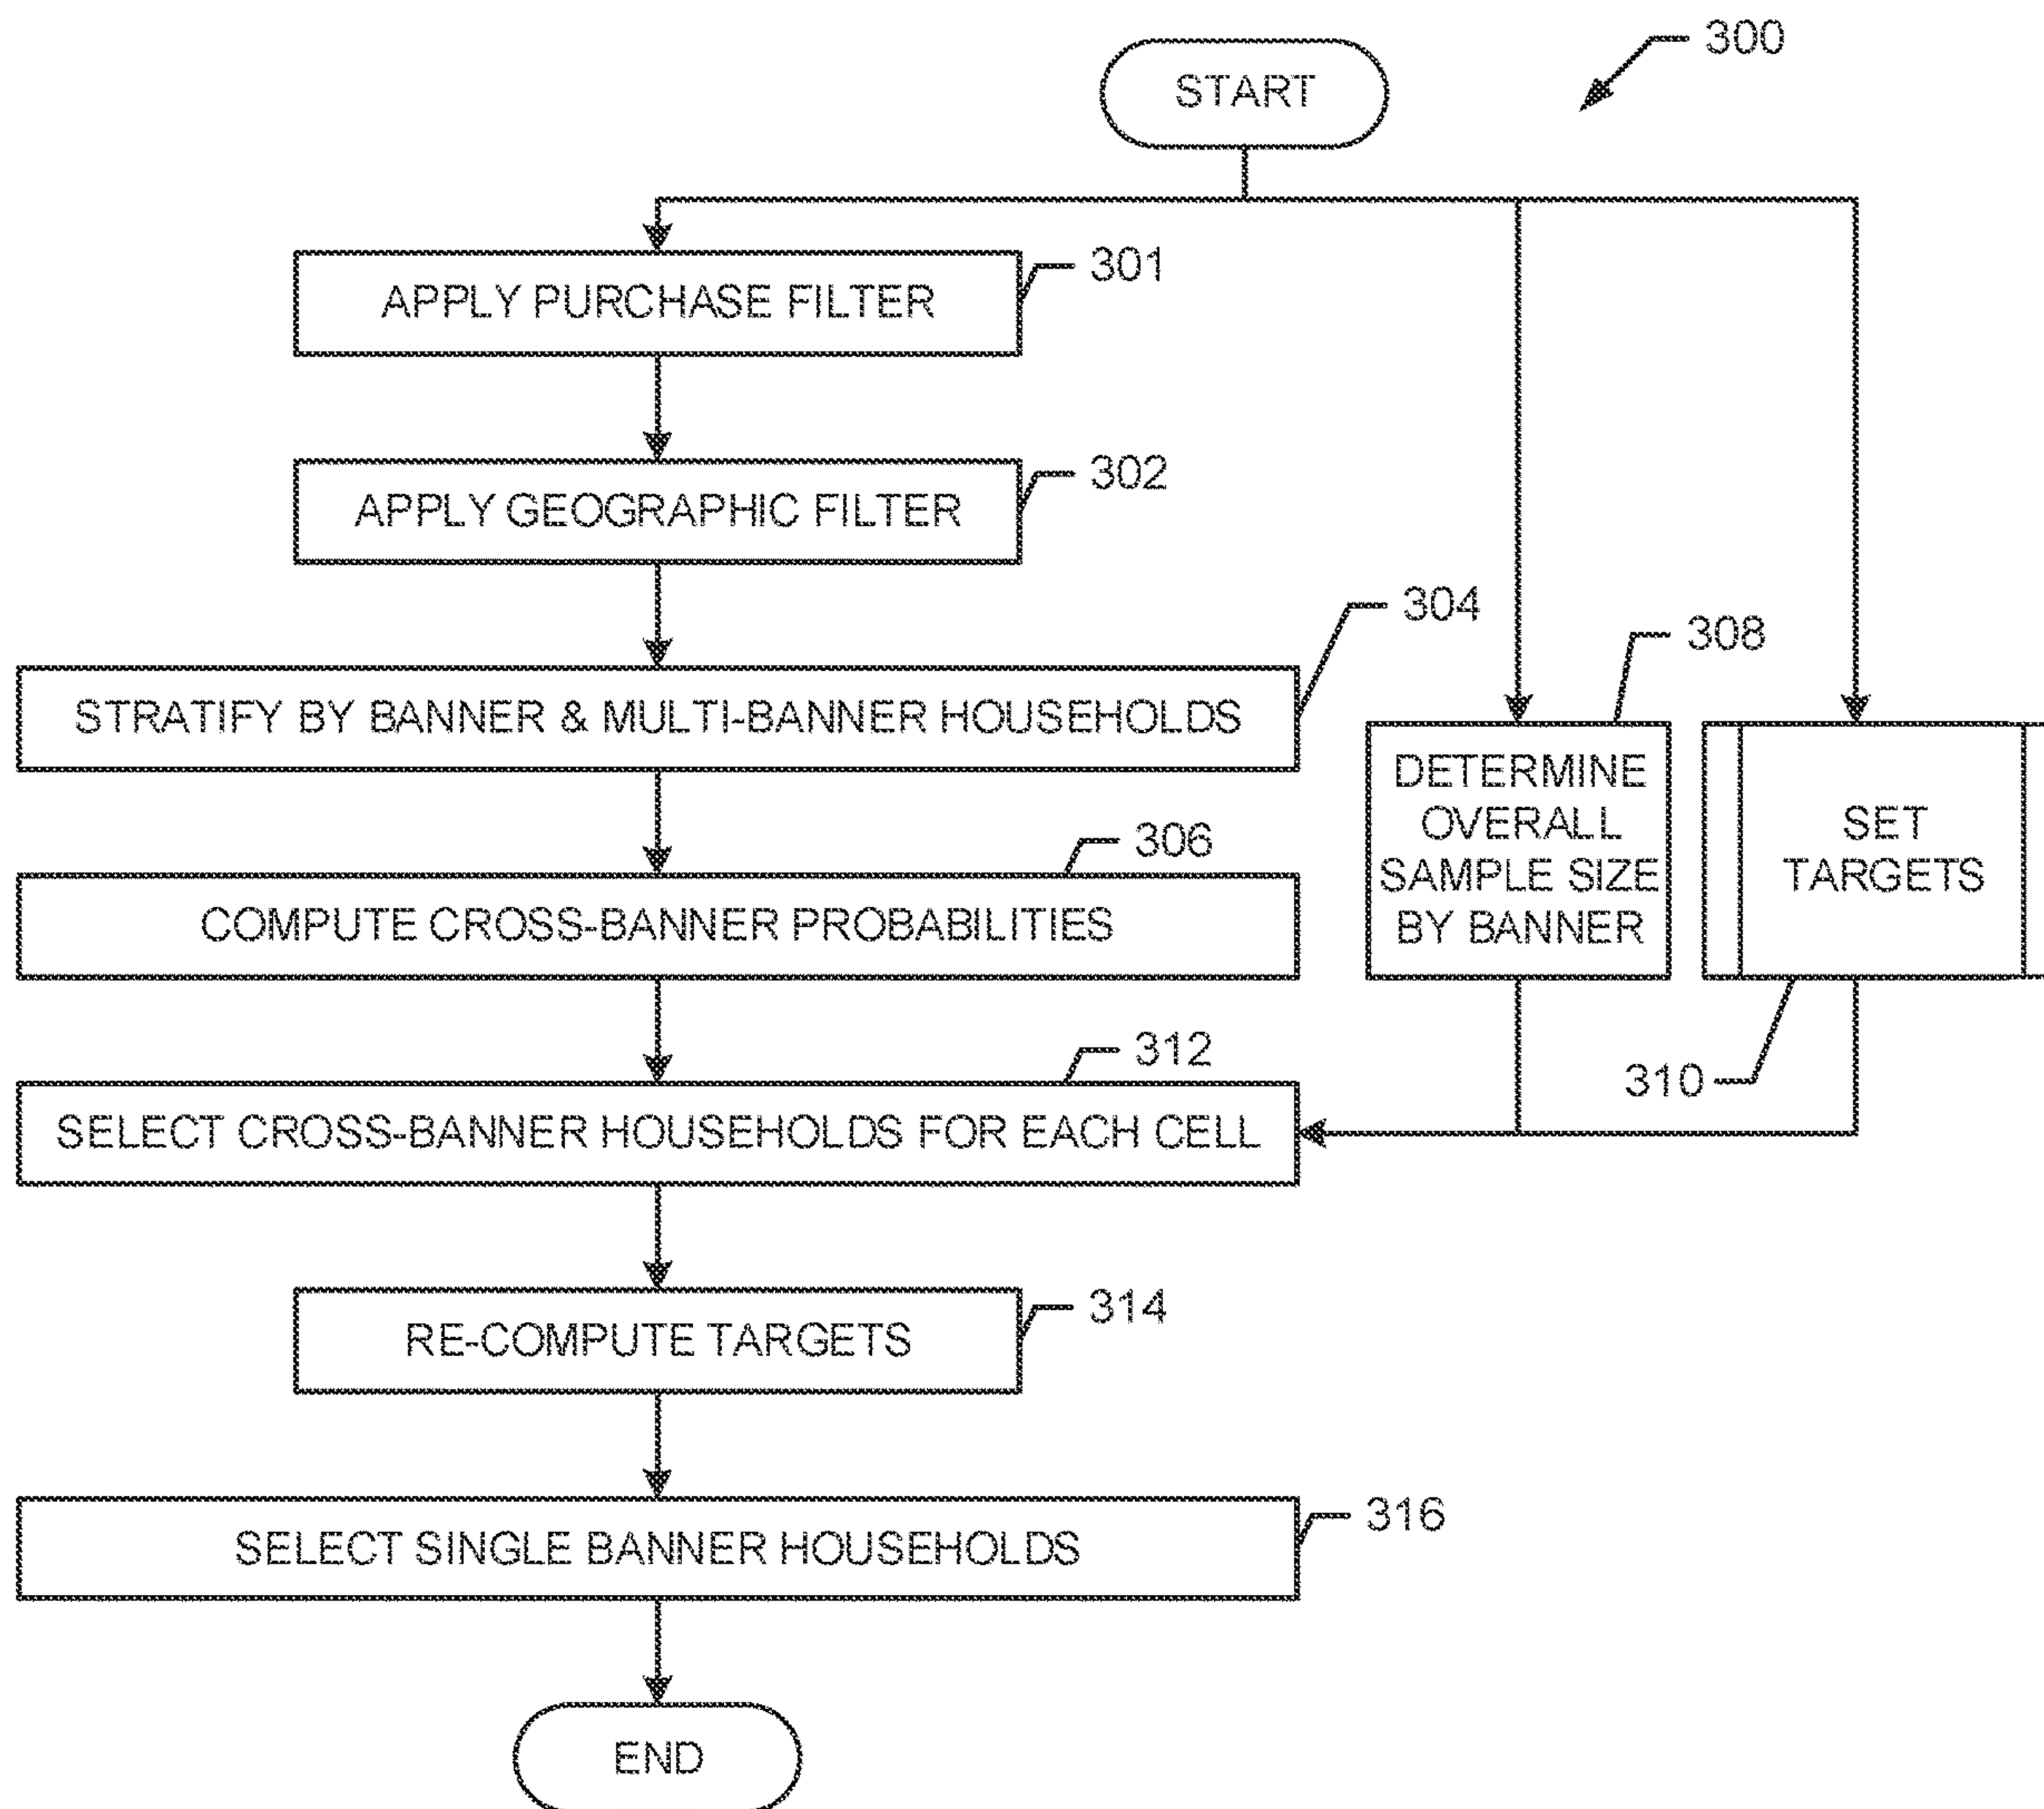 300
START
301
APPLY PURCHASE FILTER
302
APPLY GEOGRAPHIC FILTER
304
STRATIFY BY BANNER & MULTI-BANNER HOUSEHOLDS
308
DETERMINE
OVERALL
SAMPLE SIZE
BY BANNER
SET
TARGETS
310
306
COMPUTE CROSS-BANNER PROBABILITIES
312
SELECT CROSS-BANNER HOUSEHOLDS FOR EACH CELL
314
RE-COMPUTE TARGETS
316
SELECT SINGLE BANNER HOUSEHOLDS
END